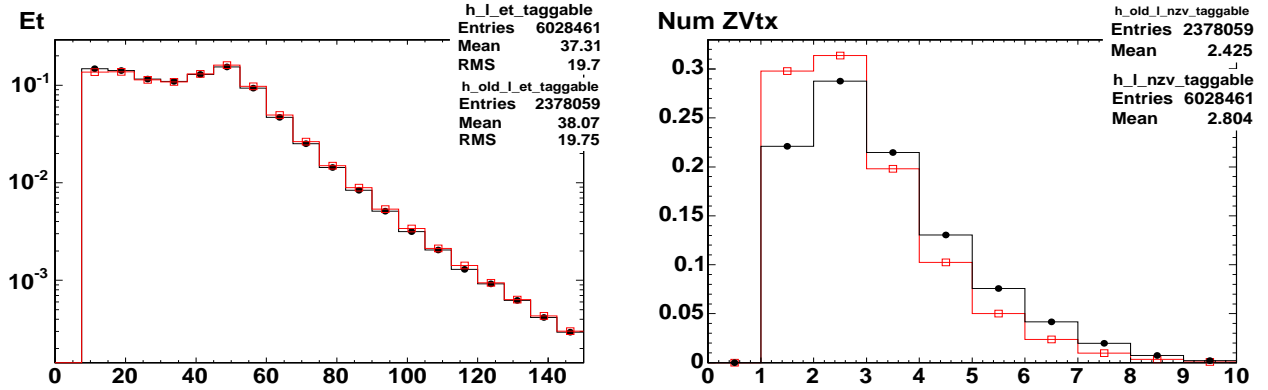 Et
h_l_et_taggable
Entries 6028461
Mean 37.31
RMS 19.7
h_old_l_et_taggable
Entries 2378059
Mean 38.07
RMS 19.75
10-1
10-2
10-3
0 20 40 60 80 100 120 140
Num ZVtx
h_old_l_nzv_taggable
Entries 2378059
Mean 2.425
h_l_nzv_taggable
Entries 6028461
Mean 2.804
0.3
0.25
0.2
0.15
0.1
0.05
0
0 1 2 3 4 5 6 7 8 9 10